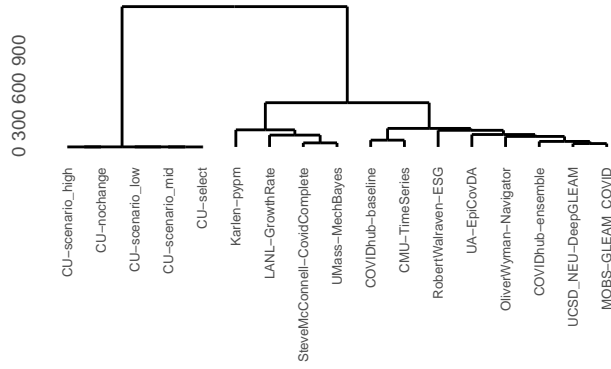 0 300 600 900
CU−scenario_high
CU−nochange
CU−scenario_low
CU−scenario_mid
CU−select
Karlen−pypm
LANL−GrowthRate
SteveMcConnell−CovidComplete
UMass−MechBayes
COVIDhub−baseline
CMU−TimeSeries
RobertWalraven−ESG
UA−EpiCovDA
OliverWyman−Navigator
COVIDhub−ensemble
UCSD_NEU−DeepGLEAM
MOBS−GLEAM_COVID